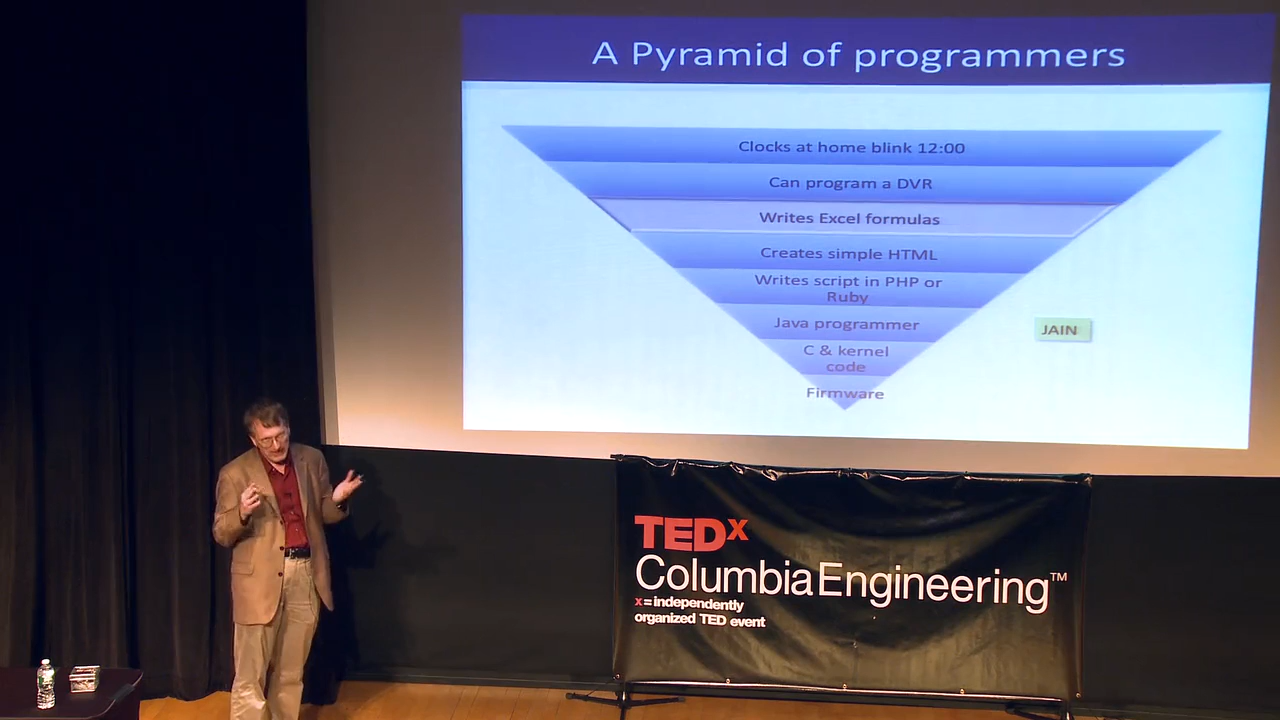 A Pyramid of programmers
Clocks at home blink 12:00
Can program a DVR
Writes Excel formulas
Creates simple HTML
Writes script in PHP or
Ruby
Java programmer
JAIN
C & kernel
code
Firmware
TEDx
ColumbiaEngineering™
x=independently
organized TED event